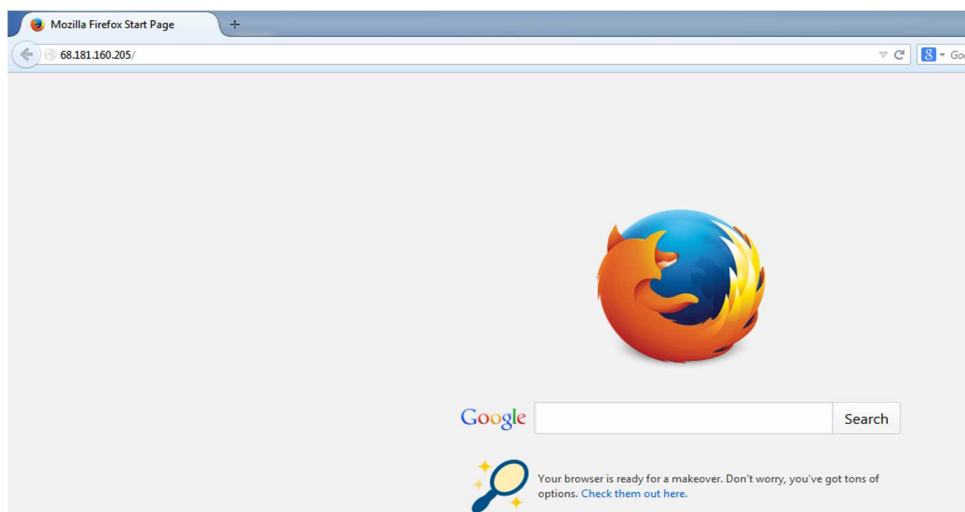 Mozilla Firefox Start Page
68.181.160.205/
8
Google
Search
Your browser is ready for a makeover. Don't worry, you've got tons of
options. Check them out here.